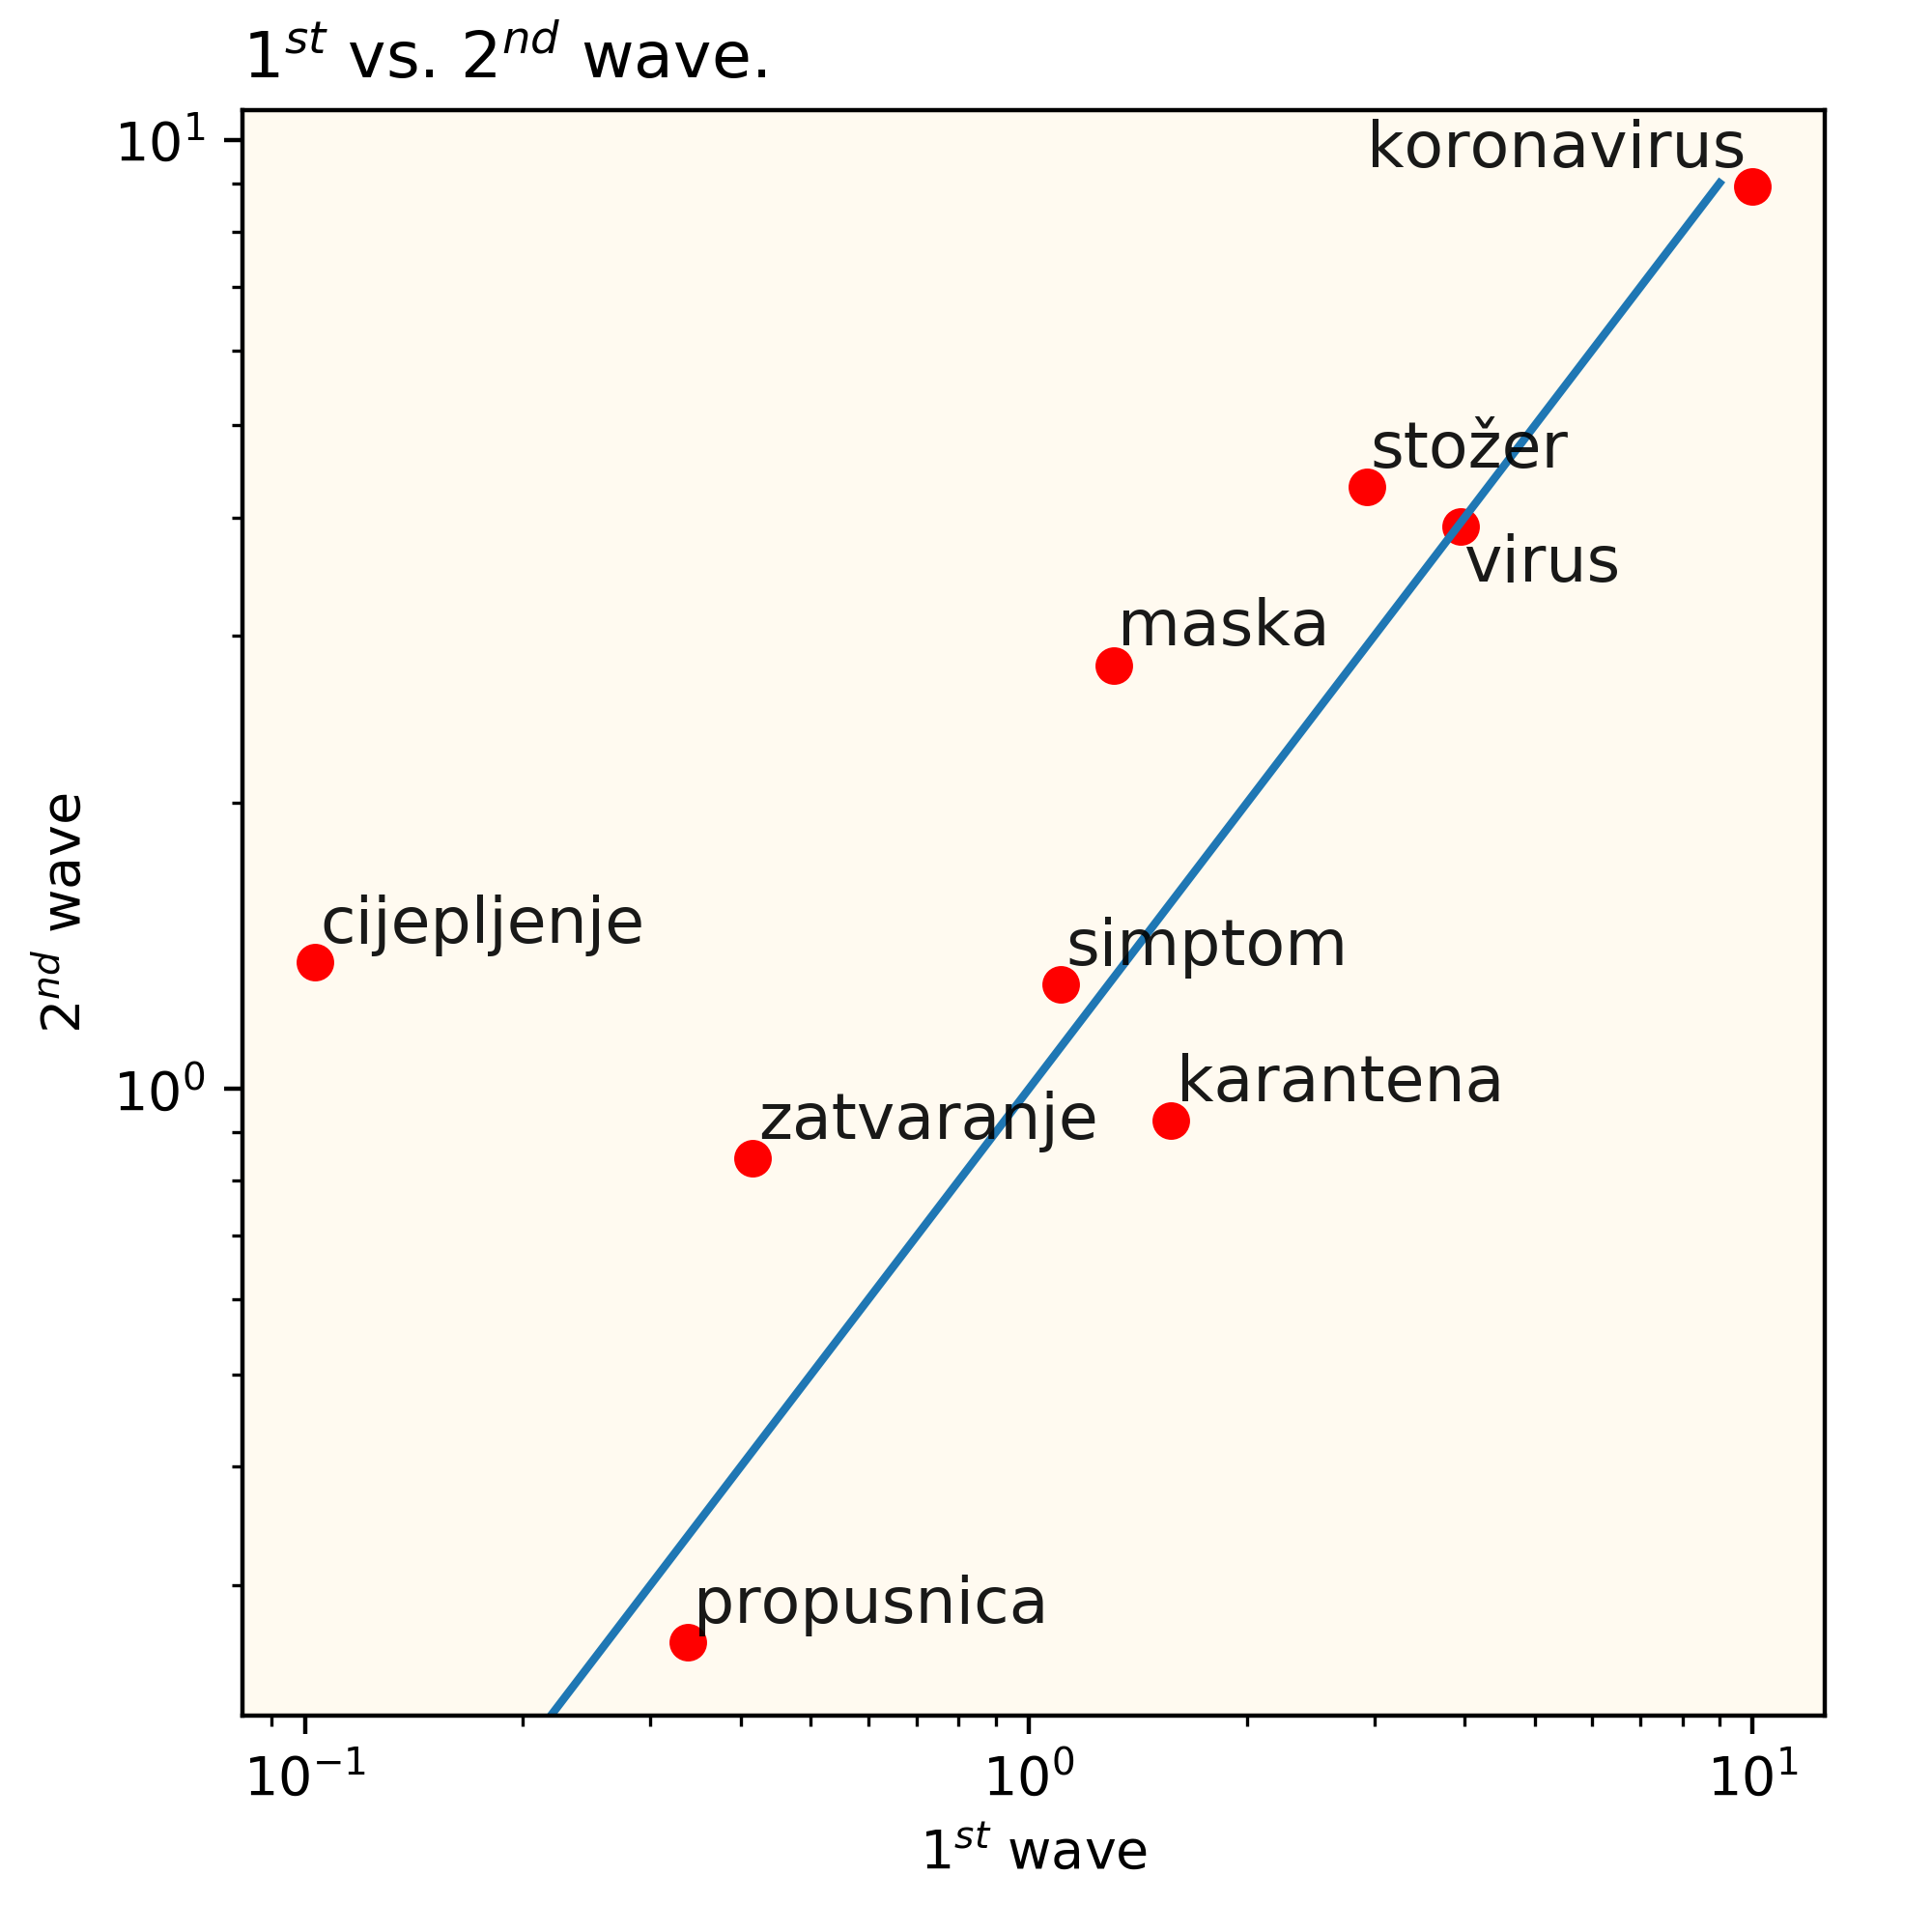 1st vs. 2nd wave.
10¹
koronavirus
stožer
virus
maska
2nd wave
cijepljenje
simptom
10⁰
karantena
zatvaranje
propusnica
10⁻¹ 10⁰ 10¹
1st wave